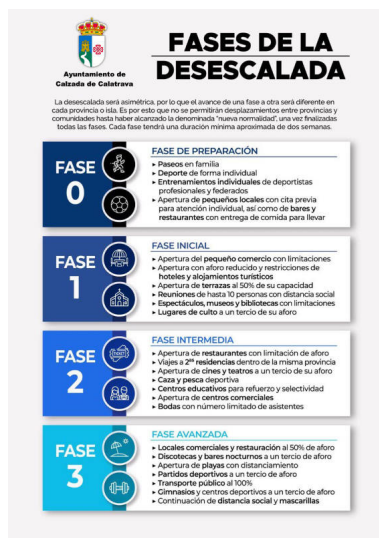 Ayuntamiento de
Calzada de Calatrava
FASES DE LA
DESESCALADA
La desescalada será asimétrica, por lo que el avance de una fase a otra será diferente en
cada provincia o isla. Es por esto que no se permitirán desplazamientos entre provincias y
comunidades hasta haber alcanzado la denominada "nueva normalidad", una vez finalizadas
todas las fases. Cada fase tendrá una duración mínima aproximada de dos semanas.
FASE
0
FASE DE PREPARACIÓN
▸ Paseos en familia
▸ Deporte de forma individual
▸ Entrenamientos individuales de deportistas
profesionales y federados
▸ Apertura de pequeños locales con cita previa
para atención individual, así como de bares y
restaurantes con entrega de comida para llevar
FASE
1
FASE INICIAL
▸ Apertura del pequeño comercio con limitaciones
▸ Apertura con aforo reducido y restricciones de
hoteles y alojamientos turísticos
▸ Apertura de terrazas al 50% de su capacidad
▸ Reuniones de hasta 10 personas con distancia social
▸ Espectáculos, museos y bibliotecas con limitaciones
▸ Lugares de culto a un tercio de su aforo
FASE
2
FASE INTERMEDIA
▸ Apertura de restaurantes con limitación de aforo
▸ Viajes a 2ªˢ residencias dentro de la misma provincia
▸ Apertura de cines y teatros a un tercio de su aforo
▸ Caza y pesca deportiva
▸ Centros educativos para refuerzo y selectividad
▸ Apertura de centros comerciales
▸ Bodas con número limitado de asistentes
FASE
3
FASE AVANZADA
▸ Locales comerciales y restauración al 50% de aforo
▸ Discotecas y bares nocturnos a un tercio de aforo
▸ Apertura de playas con distanciamiento
▸ Partidos deportivos a un tercio de aforo
▸ Transporte público al 100%
▸ Gimnasios y centros deportivos a un tercio de aforo
▸ Continuación de distancia social y mascarillas